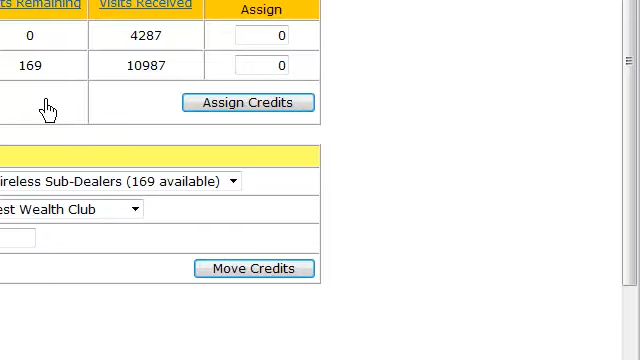 ts Remaining Visits Received Assign
0 4287 0
169 10987 0
Assign Credits
ireless Sub-Dealers (169 available)
est Wealth Club
Move Credits